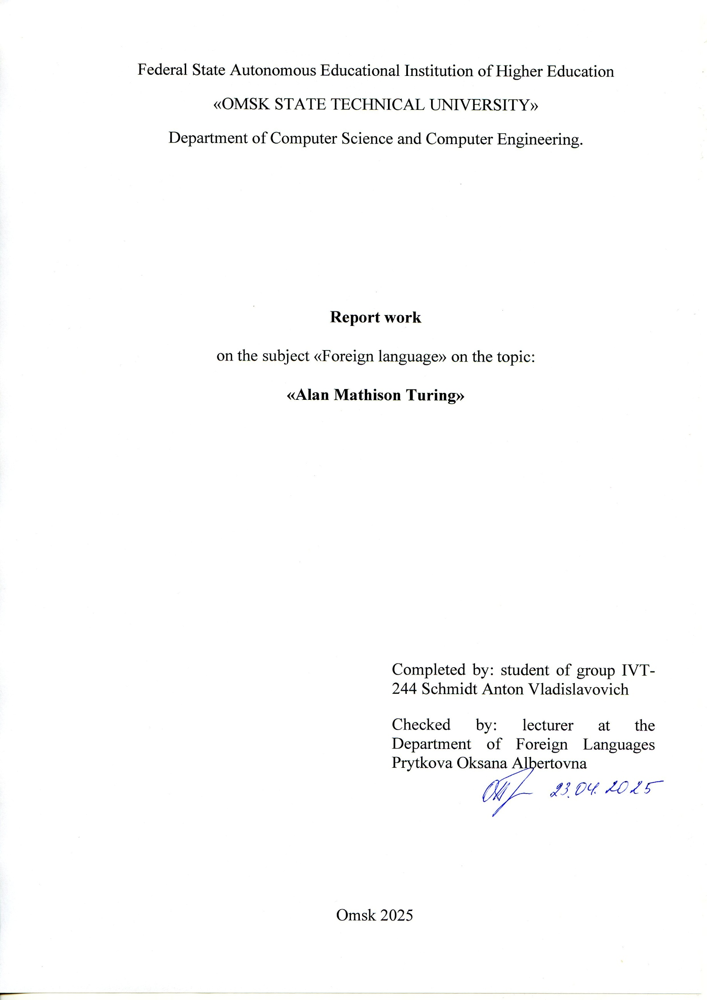 Federal State Autonomous Educational Institution of Higher Education
«OMSK STATE TECHNICAL UNIVERSITY»
Department of Computer Science and Computer Engineering.
Report work
on the subject «Foreign language» on the topic:
«Alan Mathison Turing»
Completed by: student of group IVT-
244 Schmidt Anton Vladislavovich
Checked by: lecturer at the
Department of Foreign Languages
Prytkova Oksana Albertovna
23.04.2025
Omsk 2025